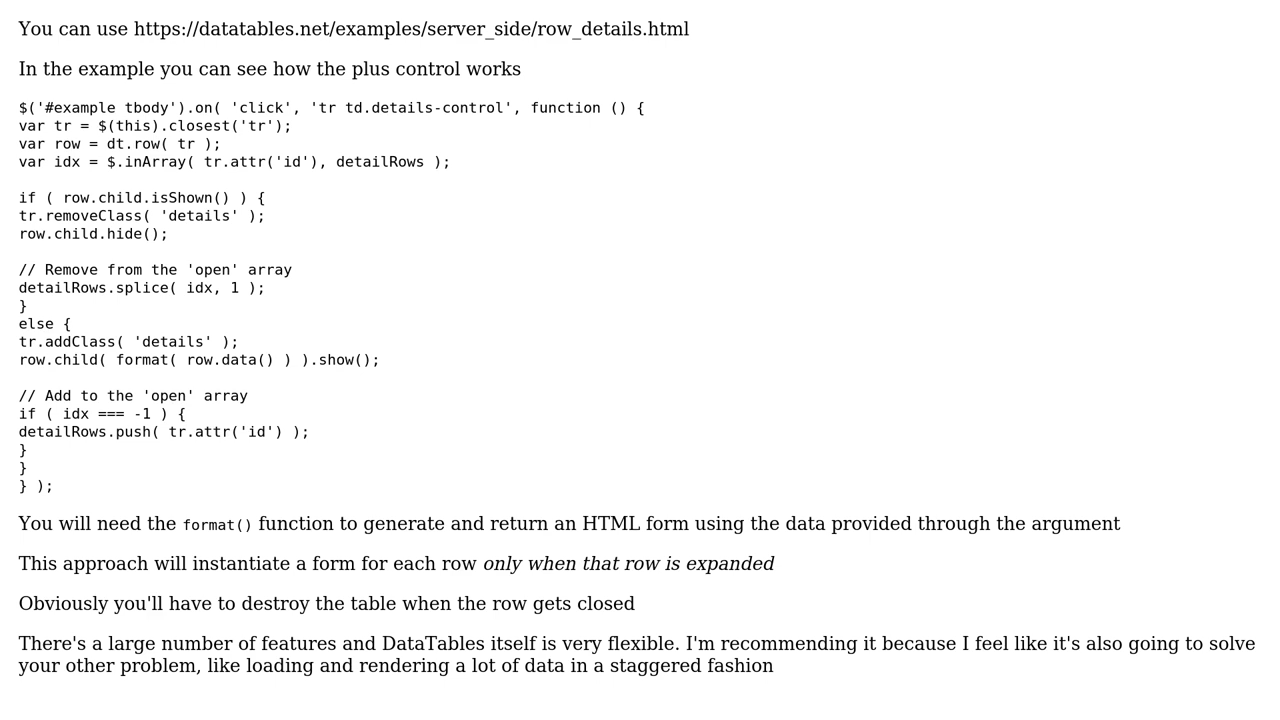 You can use https://datatables.net/examples/server_side/row_details.html
In the example you can see how the plus control works
$('#example tbody').on( 'click', 'tr td.details-control', function () {
var tr = $(this).closest('tr');
var row = dt.row( tr );
var idx = $.inArray( tr.attr('id'), detailRows );
if ( row.child.isShown() ) {
tr.removeClass( 'details' );
row.child.hide();
// Remove from the 'open' array
detailRows.splice( idx, 1 );
}
else {
tr.addClass( 'details' );
row.child( format( row.data() ) ).show();
// Add to the 'open' array
if ( idx === -1 ) {
detailRows.push( tr.attr('id') );
}
}
} );
You will need the format() function to generate and return an HTML form using the data provided through the argument
This approach will instantiate a form for each row only when that row is expanded
Obviously you'll have to destroy the table when the row gets closed
There's a large number of features and DataTables itself is very flexible. I'm recommending it because I feel like it's also going to solve
your other problem, like loading and rendering a lot of data in a staggered fashion